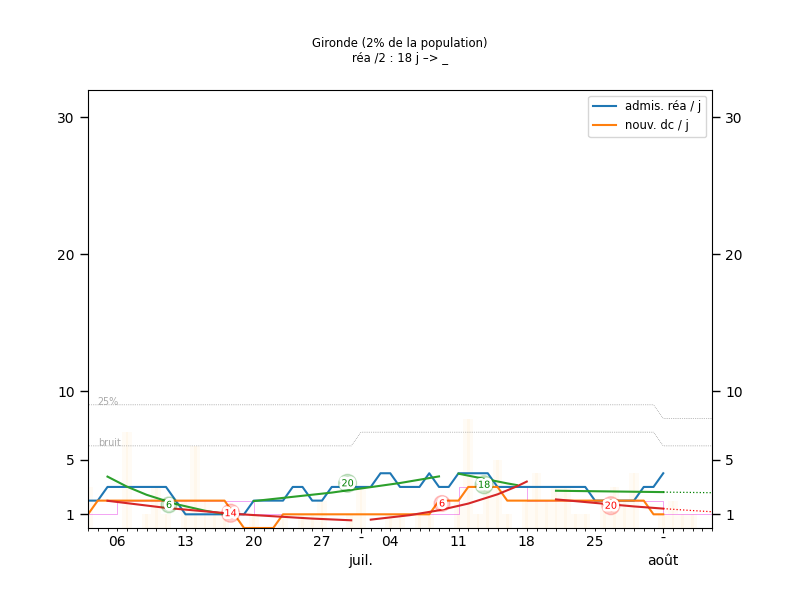 Gironde (2% de la population)
réa /2 : 18 j –> _
admis. réa / j
nouv. dc / j
30 30
20 20
10 10
5 5
1 1
25%
bruit
6 14 20 6 18 20
06 13 20 27 - 04 11 18 25 -
juil. août